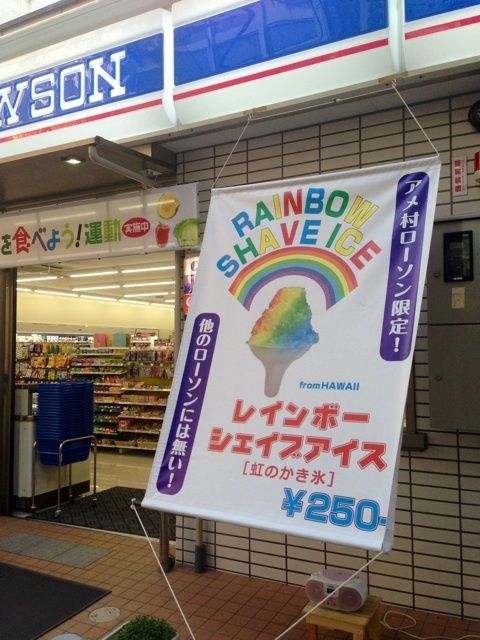 WSON
を食べよう!運動 実施中
RAINBOW
SHAVE ICE
アメ村ローソン限定!
他のローソンには無い!
from HAWAII
レインボー
シェイブアイス
[虹のかき氷]
¥250-